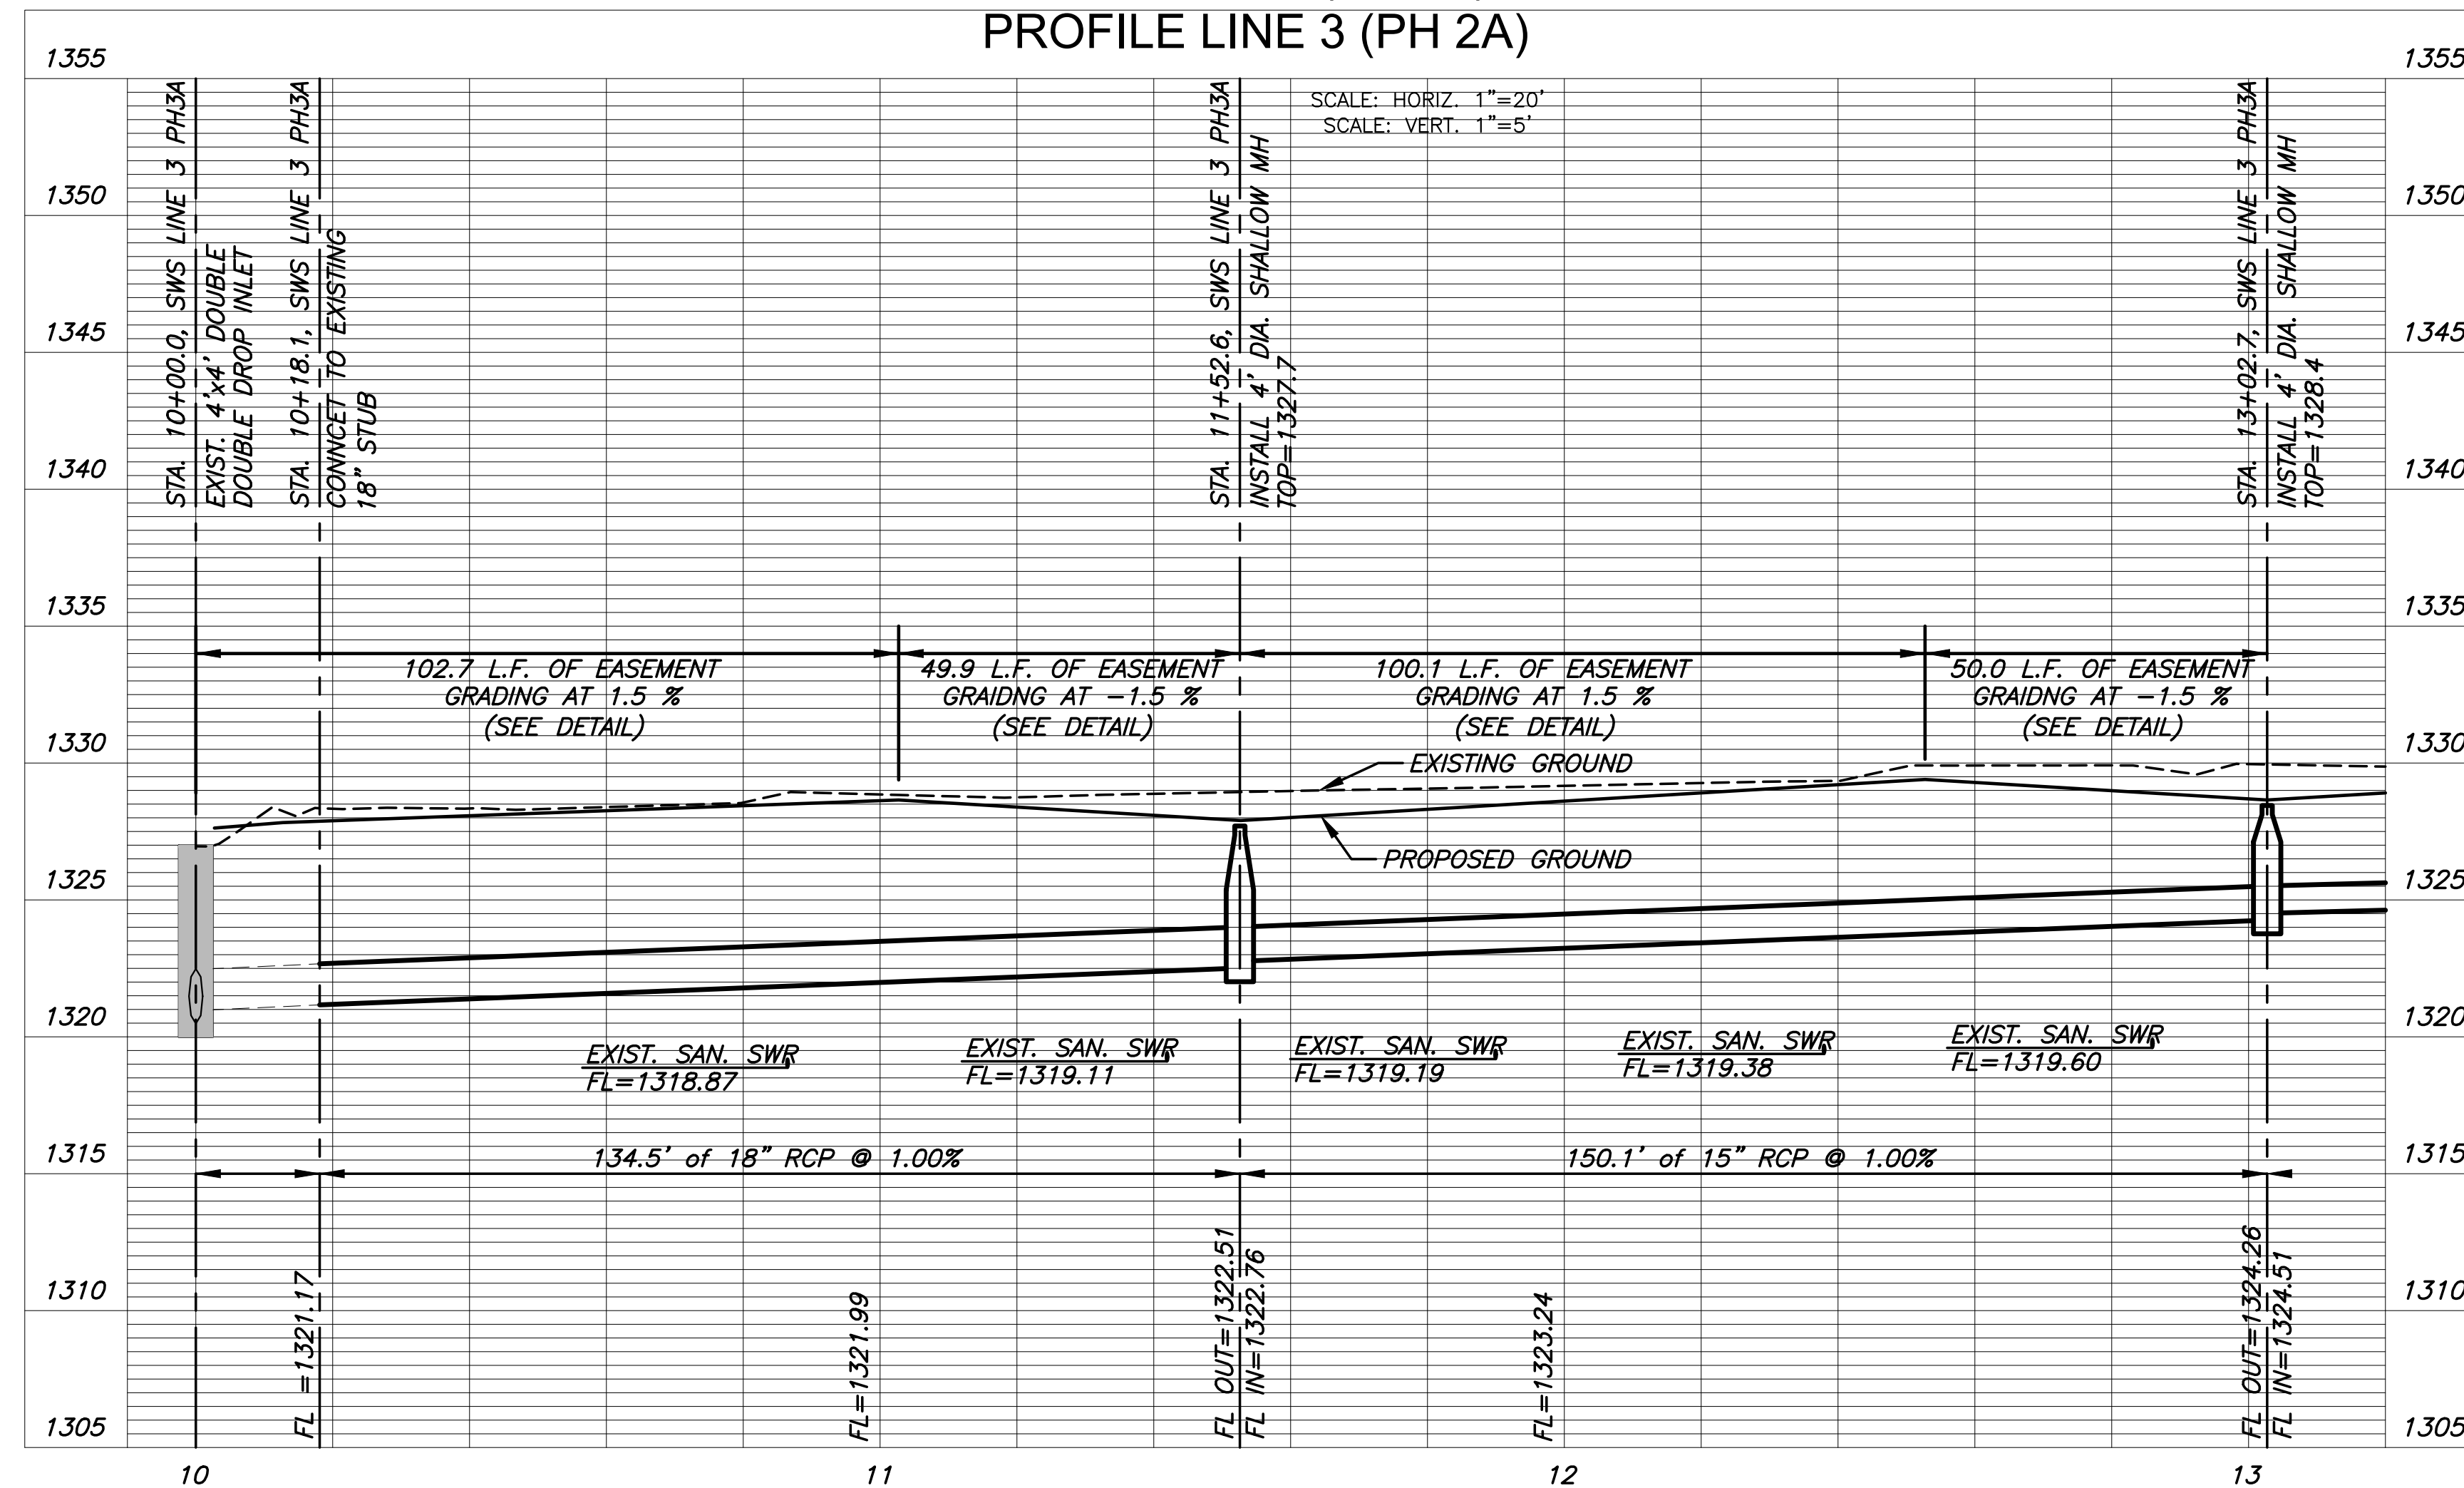 PROFILE LINE 3 (PH 2A)
SCALE: HORIZ. 1"=20'
SCALE: VERT. 1"=5'
1355
1350
1345
1340
1335
1330
1325
1320
1315
1310
1305
STA. 10+00.0, SWS LINE 3 PH3A
EXIST. 4'x4' DOUBLE
DOUBLE DROP INLET
STA. 10+18.1, SWS LINE 3 PH3A
CONNCET TO EXISTING
18" STUB
STA. 11+52.6, SWS LINE 3 PH3A
INSTALL 4' DIA. SHALLOW MH
TOP=1327.7
STA. 13+02.7, SWS LINE 3 PH3A
INSTALL 4' DIA. SHALLOW MH
TOP=1328.4
1355
1350
1345
1340
1335
1330
1325
1320
1315
1310
1305
102.7 L.F. OF EASEMENT
GRADING AT 1.5 %
(SEE DETAIL)
49.9 L.F. OF EASEMENT
GRAIDNG AT -1.5 %
(SEE DETAIL)
100.1 L.F. OF EASEMENT
GRADING AT 1.5 %
(SEE DETAIL)
50.0 L.F. OF EASEMENT
GRAIDNG AT -1.5 %
(SEE DETAIL)
EXISTING GROUND
PROPOSED GROUND
EXIST. SAN. SWR
FL=1318.87
EXIST. SAN. SWR
FL=1319.11
EXIST. SAN. SWR
FL=1319.19
EXIST. SAN. SWR
FL=1319.38
EXIST. SAN. SWR
FL=1319.60
134.5' of 18" RCP @ 1.00%
150.1' of 15" RCP @ 1.00%
FL =1321.17
FL=1321.99
FL OUT=1322.51
FL IN=1322.76
FL=1323.24
FL OUT=1324.26
FL IN=1324.51
10
11
12
13